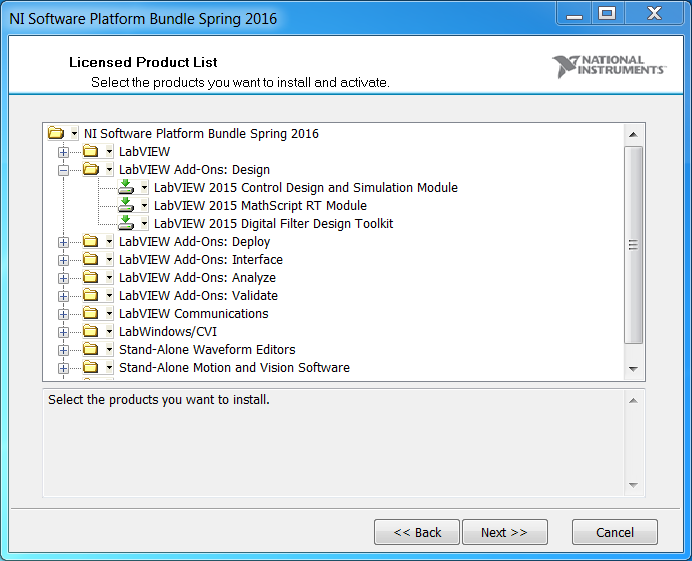 NI Software Platform Bundle Spring 2016
Licensed Product List
Select the products you want to install and activate.
NATIONAL
INSTRUMENTS™
NI Software Platform Bundle Spring 2016
LabVIEW
LabVIEW Add-Ons: Design
LabVIEW 2015 Control Design and Simulation Module
LabVIEW 2015 MathScript RT Module
LabVIEW 2015 Digital Filter Design Toolkit
LabVIEW Add-Ons: Deploy
LabVIEW Add-Ons: Interface
LabVIEW Add-Ons: Analyze
LabVIEW Add-Ons: Validate
LabVIEW Communications
LabWindows/CVI
Stand-Alone Waveform Editors
Stand-Alone Motion and Vision Software
Select the products you want to install.
<< Back
Next >>
Cancel